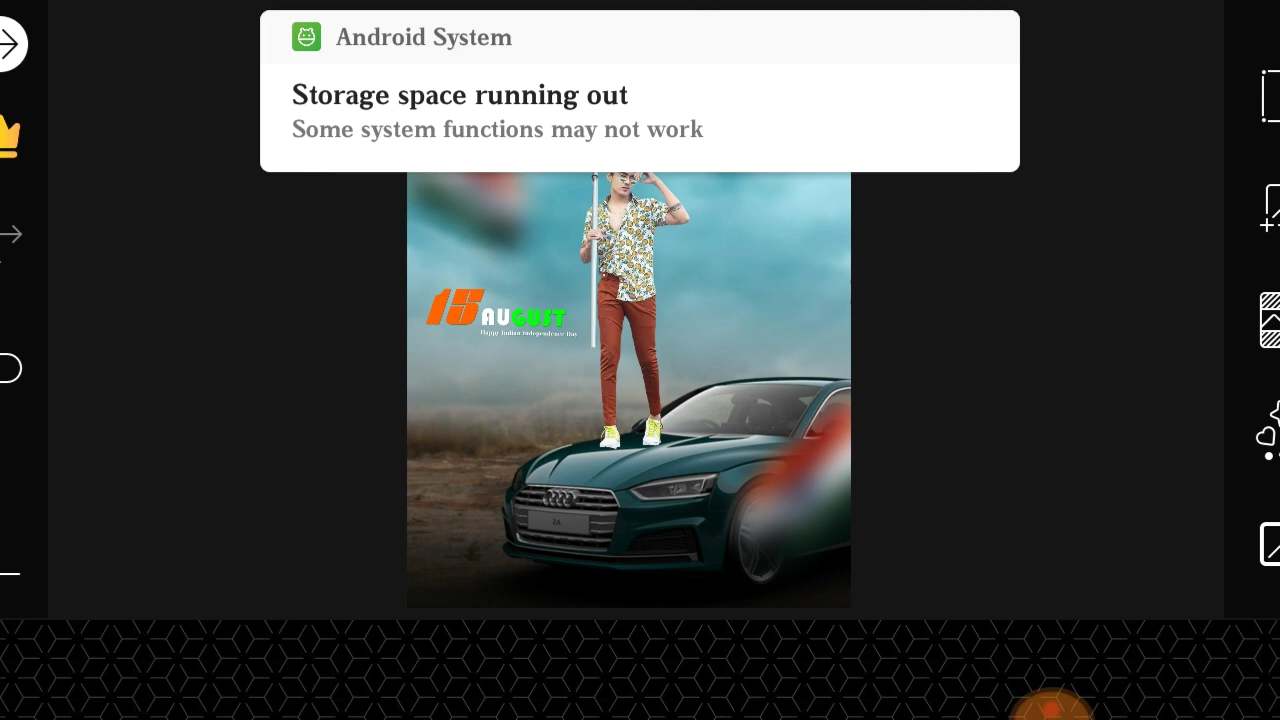 Android System
Storage space running out
Some system functions may not work
15 AUGUST
Happy Indian Independence Day